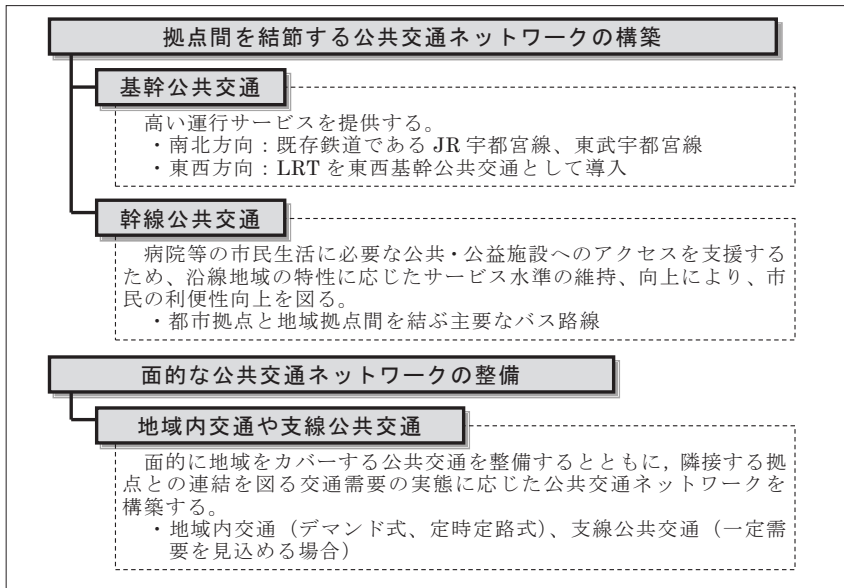 拠点間を結節する公共交通ネットワークの構築
基幹公共交通
高い運行サービスを提供する。
・南北方向：既存鉄道である JR 宇都宮線、東武宇都宮線
・東西方向：LRT を東西基幹公共交通として導入
幹線公共交通
病院等の市民生活に必要な公共・公益施設へのアクセスを支援する
ため、沿線地域の特性に応じたサービス水準の維持、向上により、市
民の利便性向上を図る。
・都市拠点と地域拠点間を結ぶ主要なバス路線
面的な公共交通ネットワークの整備
地域内交通や支線公共交通
面的に地域をカバーする公共交通を整備するとともに，隣接する拠
点との連結を図る交通需要の実態に応じた公共交通ネットワークを
構築する。
・地域内交通（デマンド式、定時定路式）、支線公共交通（一定需
要を見込める場合）